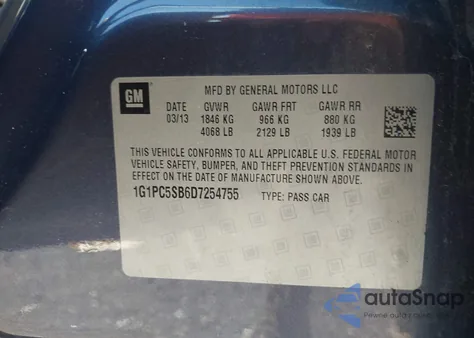 GM
MFD BY GENERAL MOTORS LLC
DATE GVWR GAWR FRT GAWR RR
03/13 1846 KG 966 KG 880 KG
4068 LB 2129 LB 1939 LB
THIS VEHICLE CONFORMS TO ALL APPLICABLE U.S. FEDERAL MOTOR
VEHICLE SAFETY, BUMPER, AND THEFT PREVENTION STANDARDS IN
EFFECT ON THE DATE OF MANUFACTURE SHOWN ABOVE.
1G1PC5SB6D7254755 TYPE: PASS CAR
autoSnap